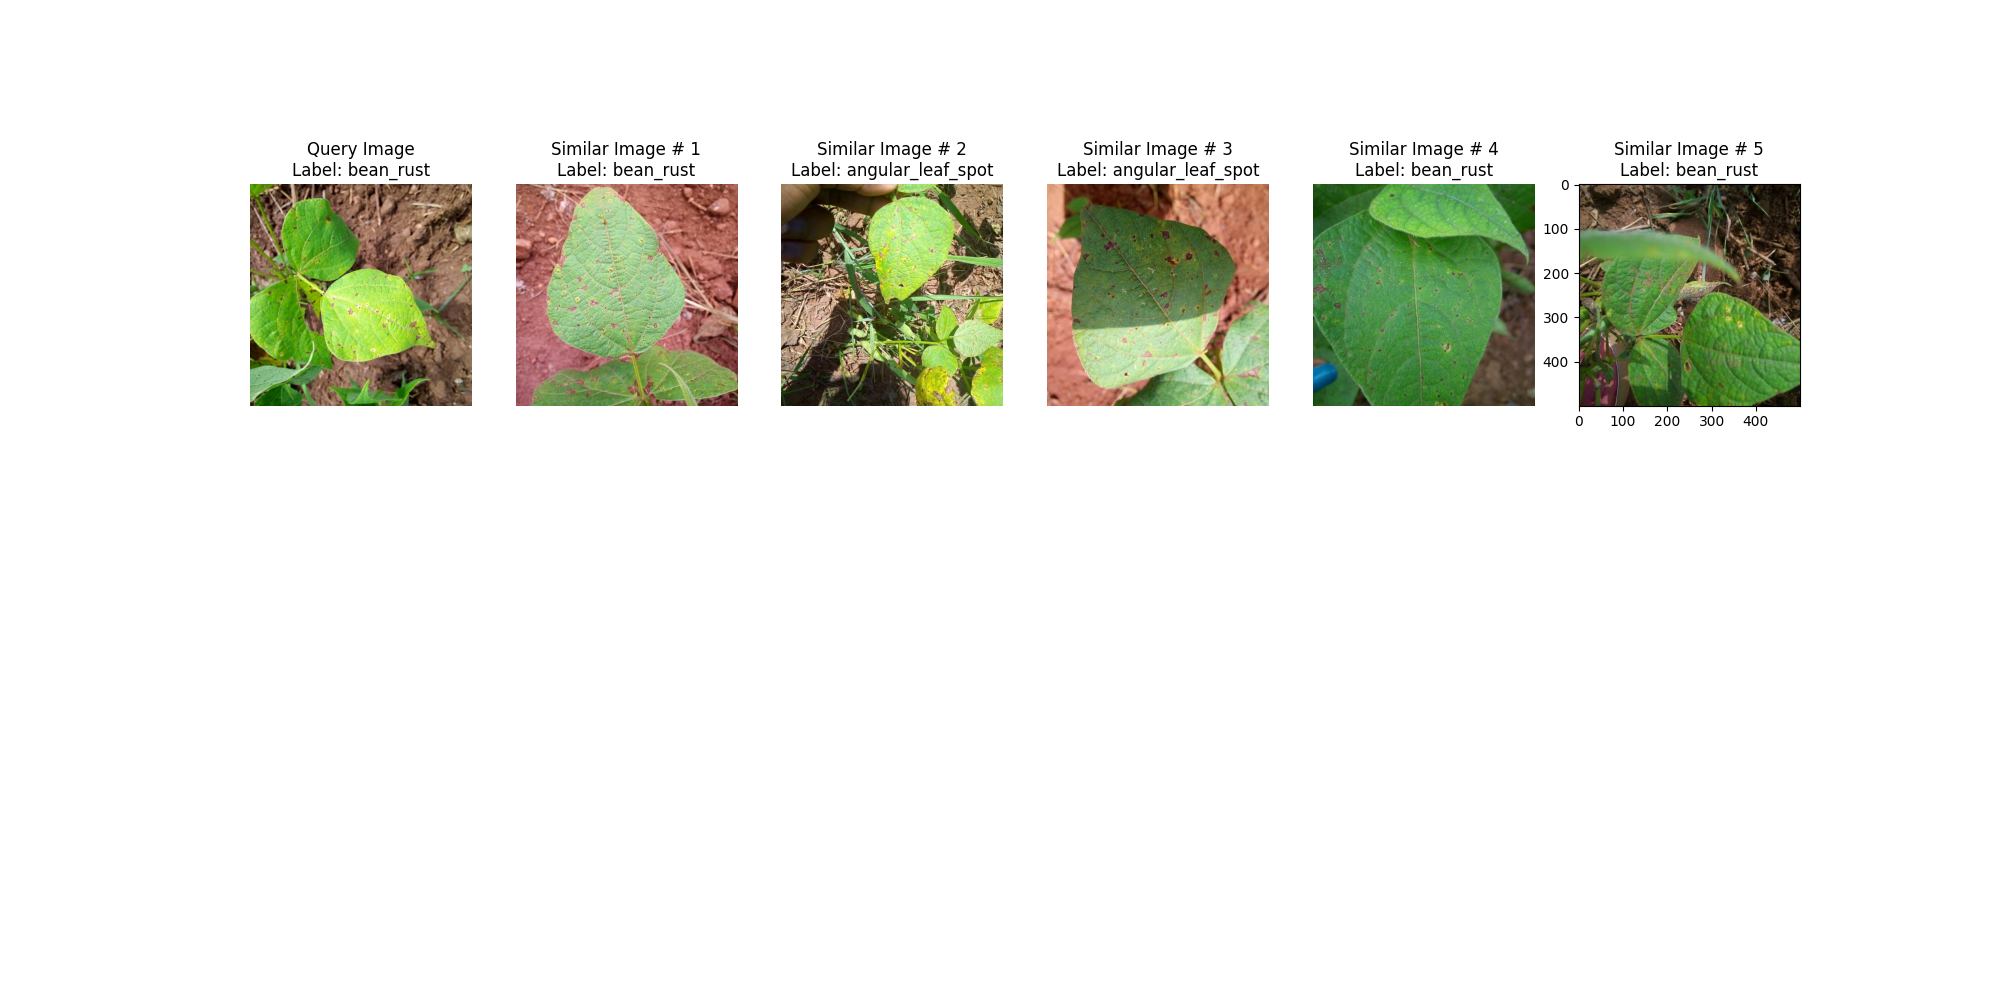 Query Image
Label: bean_rust
Similar Image # 1
Label: bean_rust
Similar Image # 2
Label: angular_leaf_spot
Similar Image # 3
Label: angular_leaf_spot
Similar Image # 4
Label: bean_rust
Similar Image # 5
Label: bean_rust
0
100
200
300
400
0 100 200 300 400